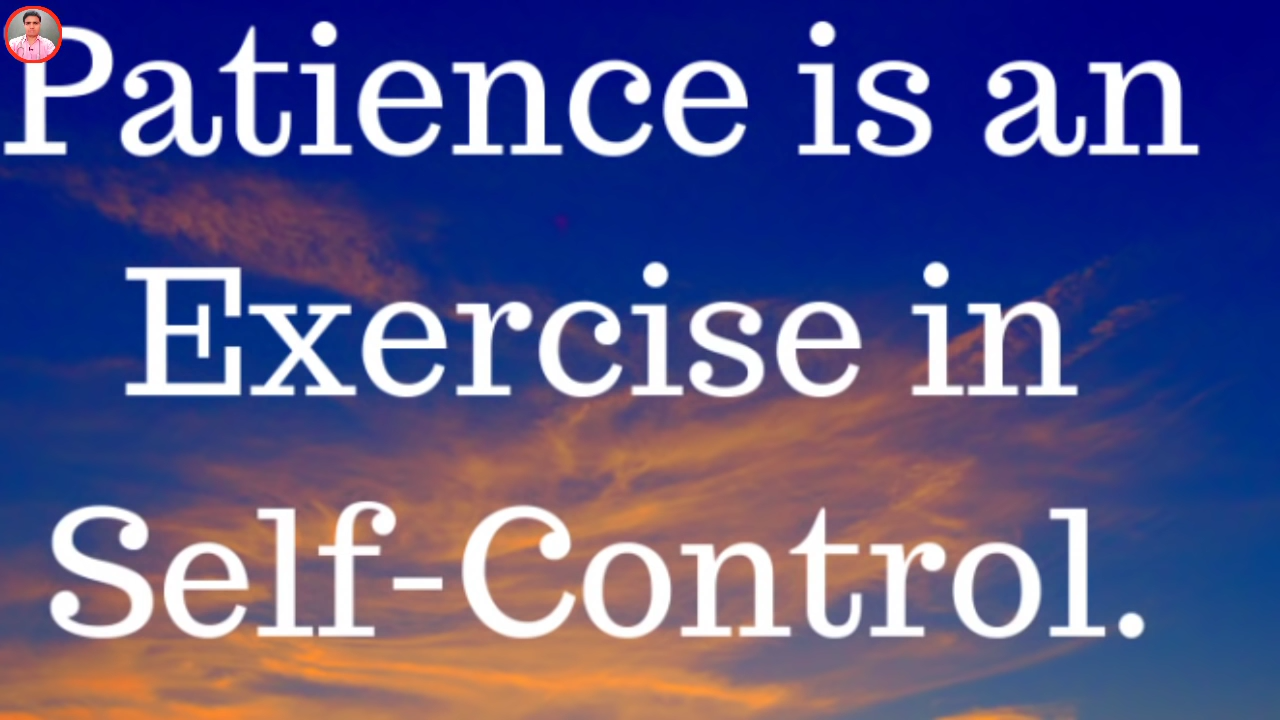 Patience is an
Exercise in
Self-Control.